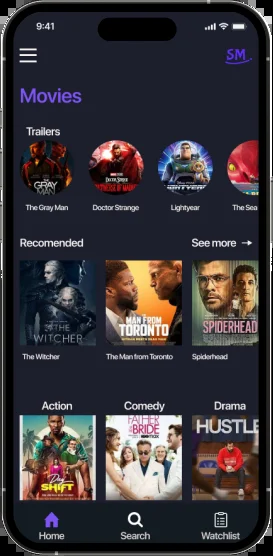 9:41
SM
Movies
Trailers
THE GRAY MAN
DOCTOR STRANGE
LIGHTYEAR
The Gray Man
Doctor Strange
Lightyear
The Sea
Recomended
See more →
THE WITCHER
THE MAN FROM TORONTO
SPIDERHEAD
The Witcher
The Man from Toronto
Spiderhead
Action
Comedy
Drama
DAY SHIFT
FATHER OF THE BRIDE
HUSTLE
Home
Search
Watchlist